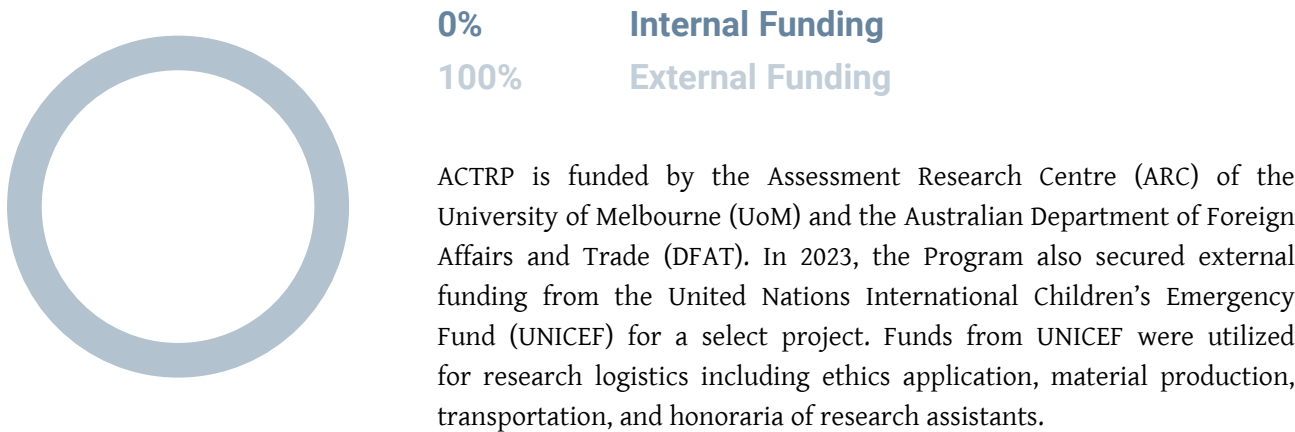 0% Internal Funding
100% External Funding
ACTRP is funded by the Assessment Research Centre (ARC) of the
University of Melbourne (UoM) and the Australian Department of Foreign
Affairs and Trade (DFAT). In 2023, the Program also secured external
funding from the United Nations International Children’s Emergency
Fund (UNICEF) for a select project. Funds from UNICEF were utilized
for research logistics including ethics application, material production,
transportation, and honoraria of research assistants.